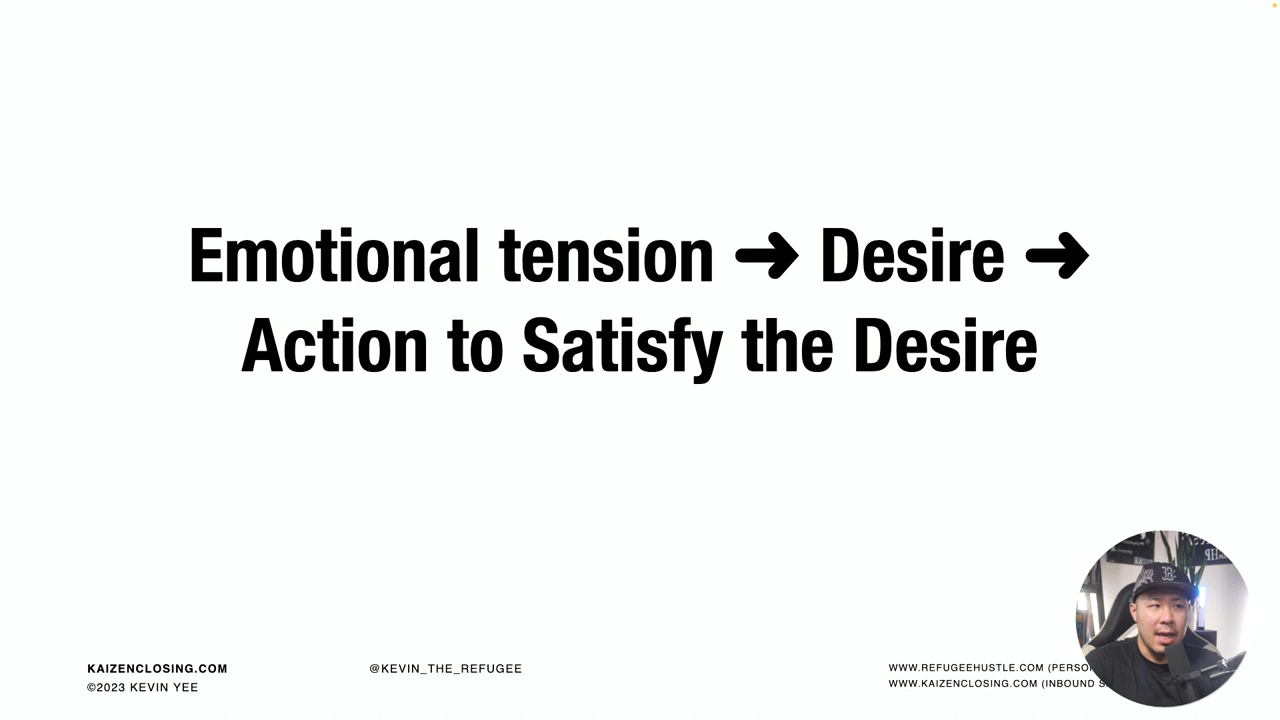 Emotional tension ➜ Desire ➜
Action to Satisfy the Desire
KAIZENCLOSING.COM
©2023 KEVIN YEE
@KEVIN_THE_REFUGEE
WWW.REFUGEEHUSTLE.COM
WWW.KAIZENCLOSING.COM (INBOUND